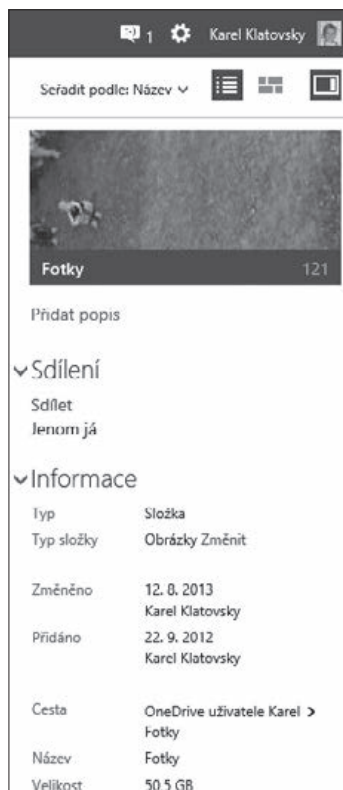 1 Karel Klatovsky
Seřadit podle: Název
Fotky 121
Přidat popis
Sdílení
Sdílet
Jenom já
Informace
Typ Složka
Typ složky Obrázky Změnit
Změněno 12. 8. 2013
Karel Klatovsky
Přidáno 22. 9. 2012
Karel Klatovsky
Cesta OneDrive uživatele Karel >
Fotky
Název Fotky
Velikost 50,5 GB